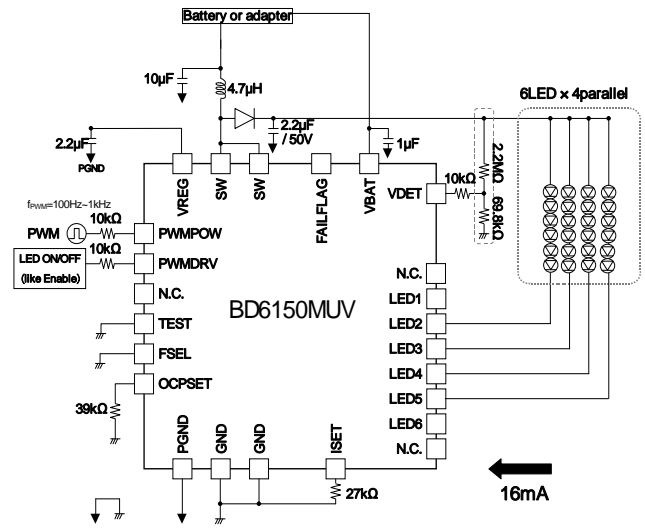 Battery or adapter
10μF
4.7μH
6LED × 4parallel
2.2μF
/ 50V
2.2μF
PGND
1μF
2.2MΩ
69.8kΩ
10kΩ
VREG
SW
SW
FAILFLAG
VBAT
VDET
fPWM=100Hz~1kHz
10kΩ
PWM
PWMPOW
10kΩ
LED ON/OFF
(like Enable)
PWMDRV
N.C.
TEST
FSEL
OCPSET
39kΩ
BD6150MUV
N.C.
LED1
LED2
LED3
LED4
LED5
LED6
N.C.
PGND
GND
GND
ISET
27kΩ
16mA